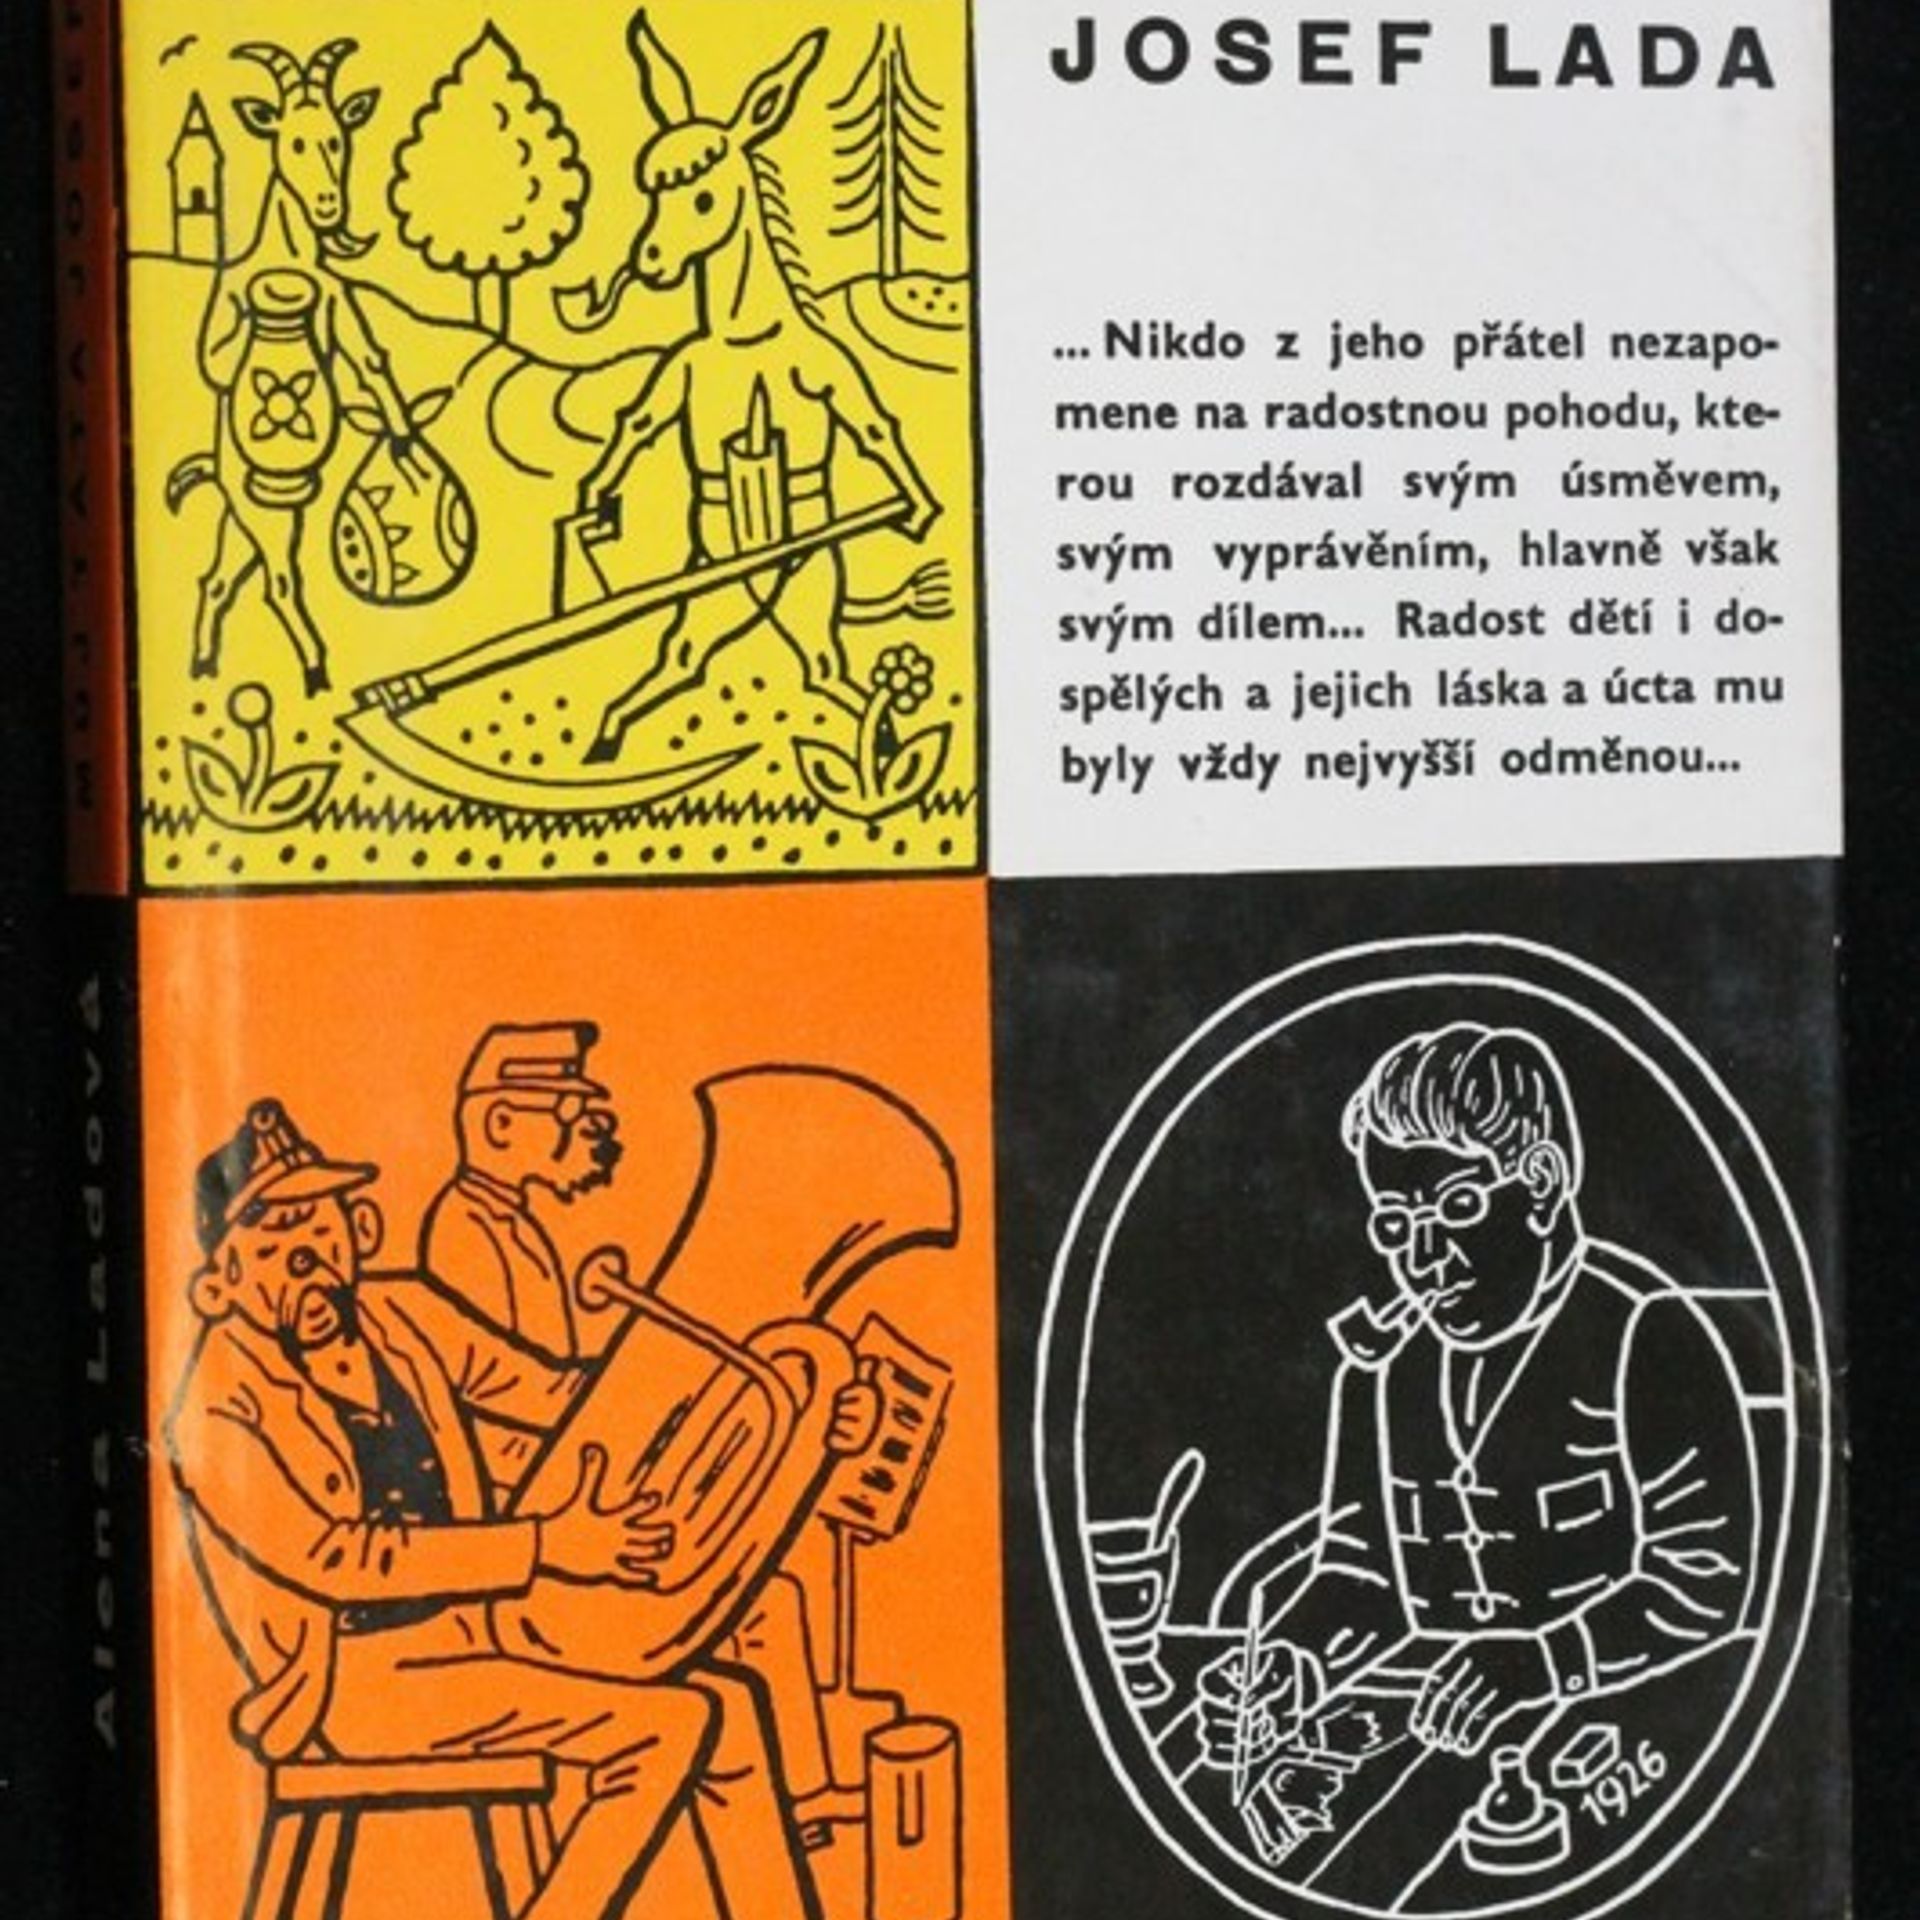 JOSEF LADA
... Nikdo z jeho přátel nezapo-
mene na radostnou pohodu, kte-
rou rozdával svým úsměvem,
svým vyprávěním, hlavně však
svým dílem... Radost dětí i do-
spělých a jejich láska a úcta mu
byly vždy nejvyšší odměnou...
1926
Alena Ladová